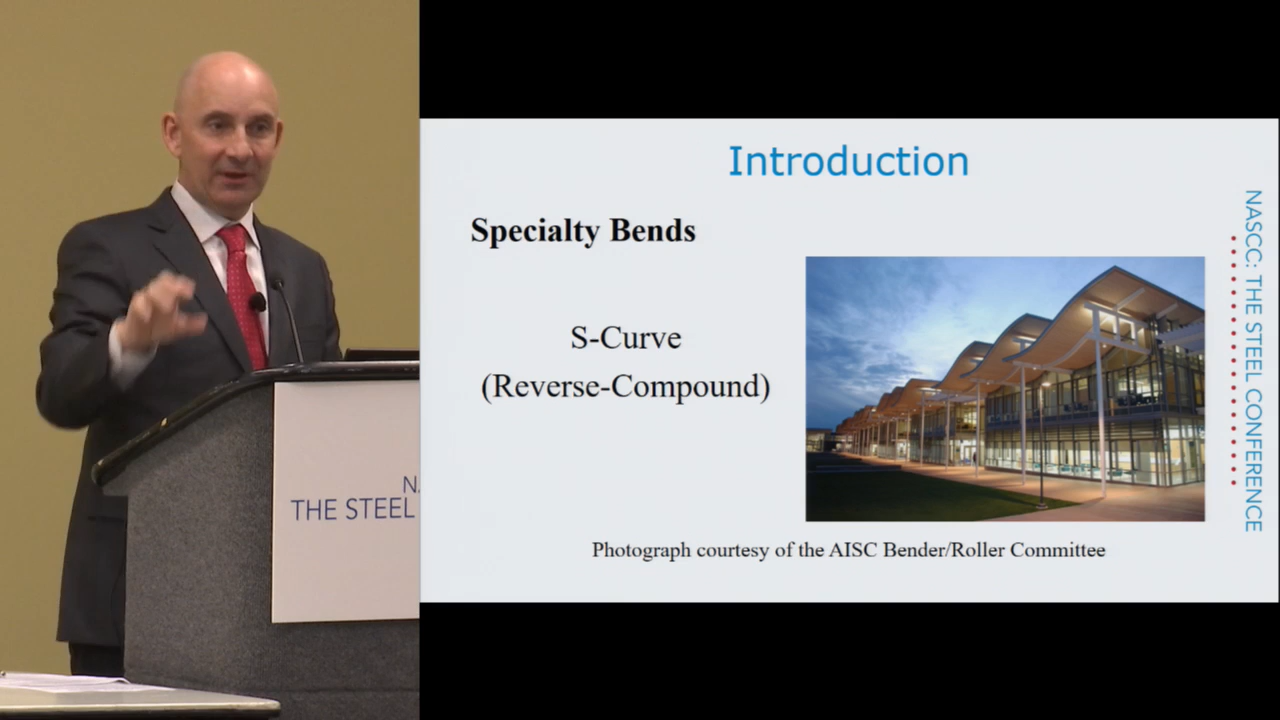 THE STEEL
Introduction
Specialty Bends
S-Curve
(Reverse-Compound)
Photograph courtesy of the AISC Bender/Roller Committee
NASCC: THE STEEL CONFERENCE